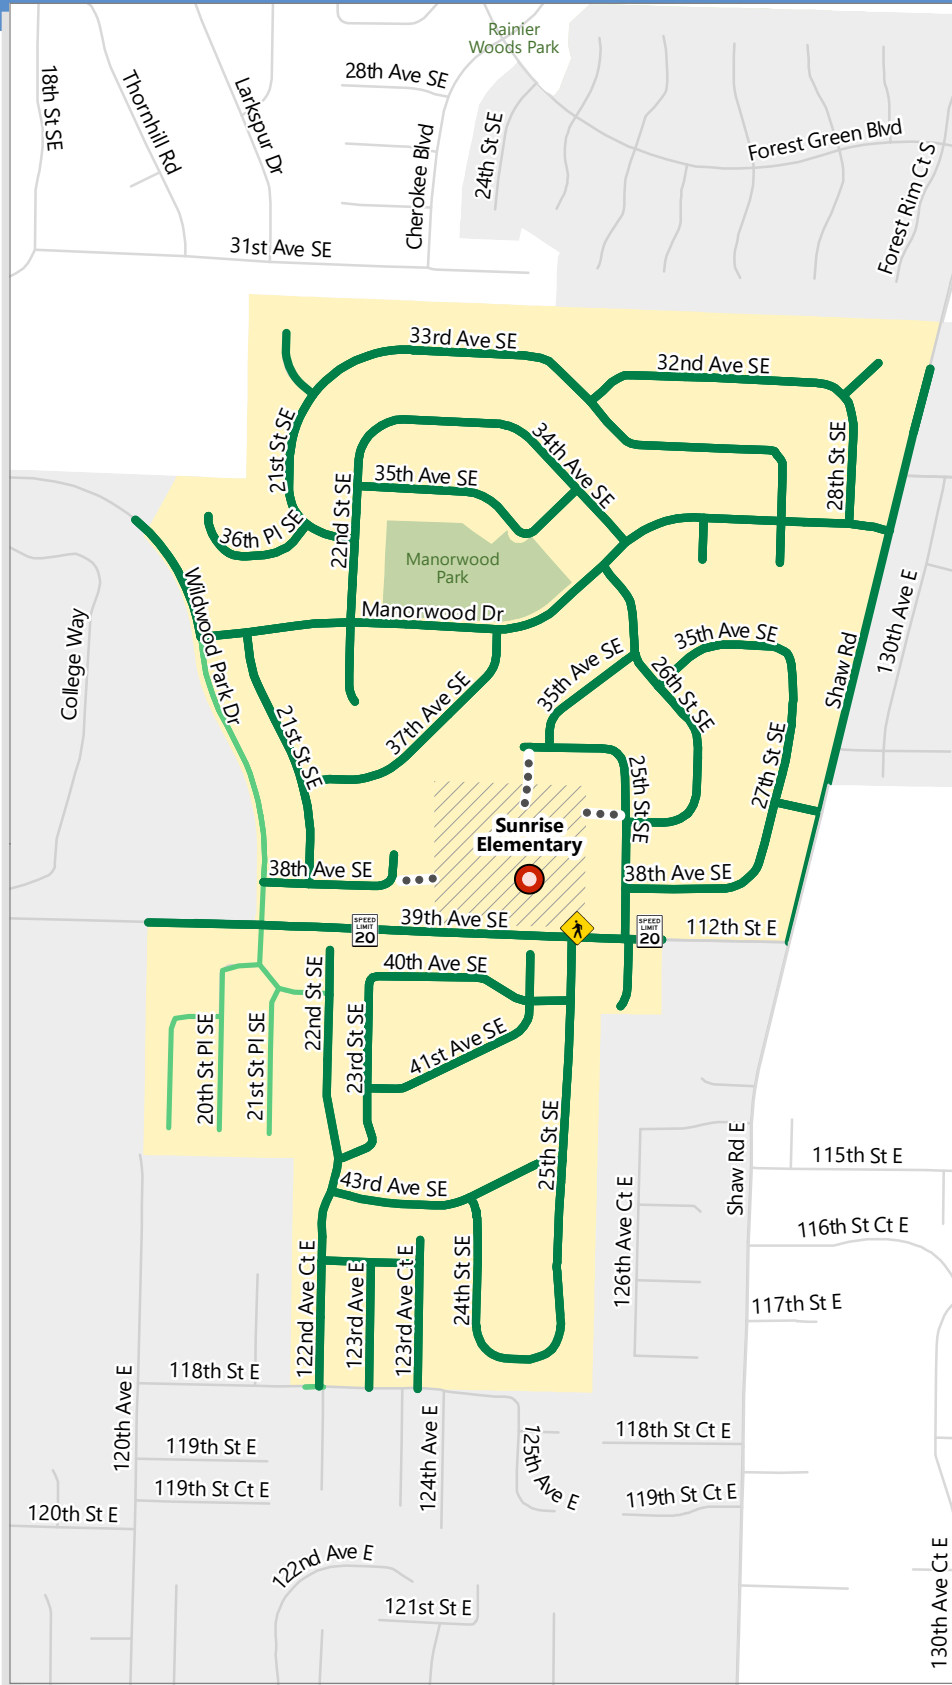 Rainier
Woods Park
28th Ave SE
18th St SE
Thornhill Rd
Larkspur Dr
Cherokee Blvd
24th St SE
Forest Green Blvd
Forest Rim Ct S
31st Ave SE
33rd Ave SE
32nd Ave SE
21st St SE
34th Ave SE
28th St SE
35th Ave SE
22nd St SE
36th Pl SE
Manorwood
Park
Manorwood Dr
Wildwood Park Dr
College Way
130th Ave E
Shaw Rd
35th Ave SE
35th Ave SE
26th St SE
37th Ave SE
21st St SE
27th St SE
25th St SE
Sunrise
Elementary
38th Ave SE
38th Ave SE
39th Ave SE
SPEED
LIMIT
20
SPEED
LIMIT
20
112th St E
40th Ave SE
22nd St SE
23rd St SE
41st Ave SE
20th St Pl SE
21st St Pl SE
25th St SE
43rd Ave SE
Shaw Rd E
115th St E
126th Ave Ct E
116th St Ct E
117th St E
24th St SE
122nd Ave Ct E
123rd Ave E
123rd Ave Ct E
118th St E
120th Ave E
119th St E
119th St Ct E
120th St E
124th Ave E
125th Ave E
118th St Ct E
119th St Ct E
122nd Ave E
121st St E
130th Ave Ct E